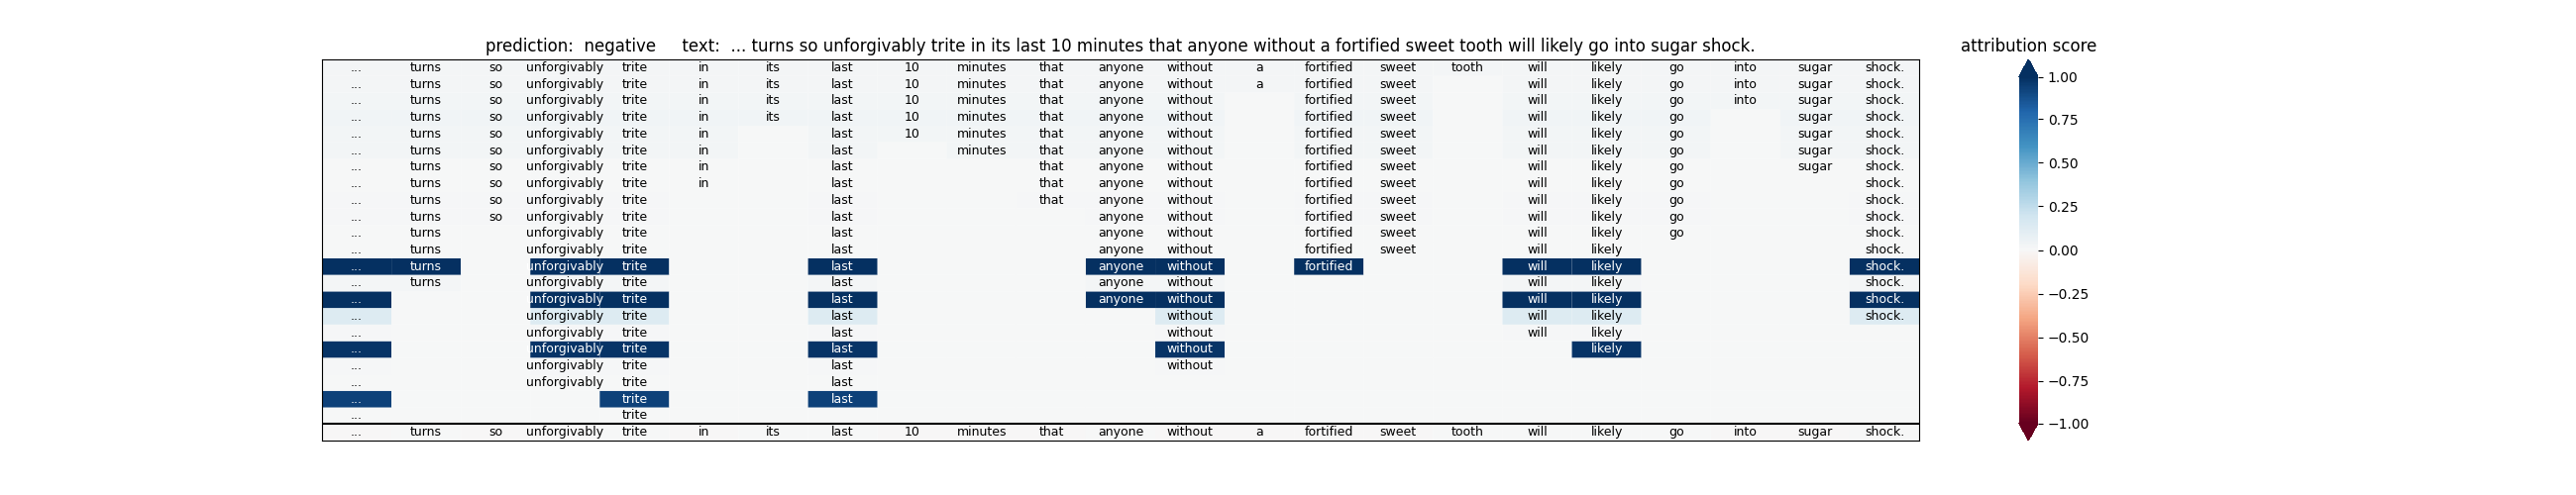 prediction: negative text: ... turns so unforgivably trite in its last 10 minutes that anyone without a fortified sweet tooth will likely go into sugar shock.
attribution score
... turns so unforgivably trite in its last 10 minutes that anyone without a fortified sweet tooth will likely go into sugar shock.
... turns so unforgivably trite in its last 10 minutes that anyone without a fortified sweet will likely go into sugar shock.
... turns so unforgivably trite in its last 10 minutes that anyone without fortified sweet will likely go into sugar shock.
... turns so unforgivably trite in its last 10 minutes that anyone without fortified sweet will likely go sugar shock.
... turns so unforgivably trite in last 10 minutes that anyone without fortified sweet will likely go sugar shock.
... turns so unforgivably trite in last minutes that anyone without fortified sweet will likely go sugar shock.
... turns so unforgivably trite in last that anyone without fortified sweet will likely go sugar shock.
... turns so unforgivably trite in last that anyone without fortified sweet will likely go shock.
... turns so unforgivably trite last that anyone without fortified sweet will likely go shock.
... turns so unforgivably trite last anyone without fortified sweet will likely go shock.
... turns unforgivably trite last anyone without fortified sweet will likely go shock.
... turns unforgivably trite last anyone without fortified sweet will likely shock.
... turns unforgivably trite last anyone without fortified will likely shock.
... turns unforgivably trite last anyone without will likely shock.
... unforgivably trite last anyone without will likely shock.
... unforgivably trite last without will likely shock.
... unforgivably trite last without will likely
... unforgivably trite last without likely
... unforgivably trite last without
... unforgivably trite last
... trite last
... trite
... turns so unforgivably trite in its last 10 minutes that anyone without a fortified sweet tooth will likely go into sugar shock.
1.00
0.75
0.50
0.25
0.00
−0.25
−0.50
−0.75
−1.00